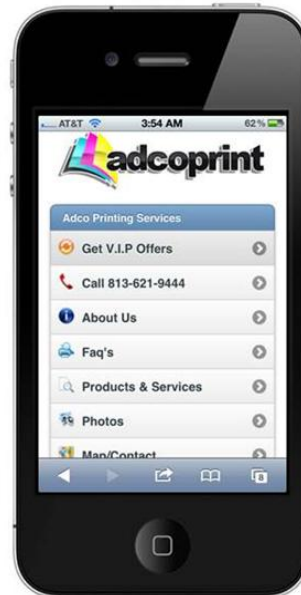 AT&T 3:54 AM 62%
adcoprint
Adco Printing Services
Get V.I.P Offers
Call 813-621-9444
About Us
Faq's
Products & Services
Photos
Map/Contact
8